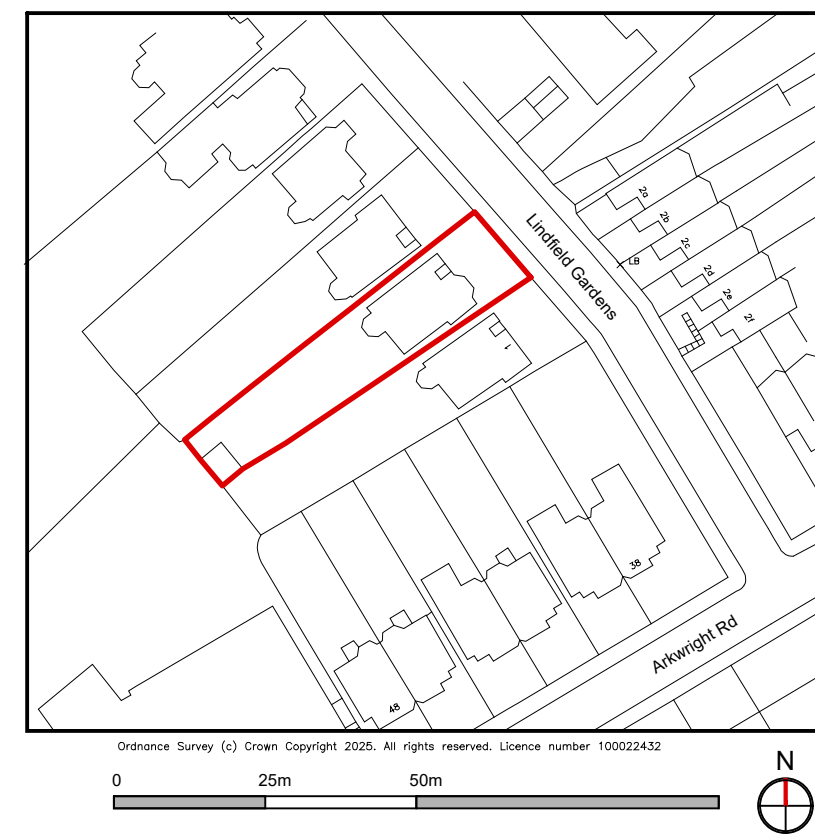 Lindfield Gardens
2a
2b
2c
LB
2d
2e
2f
1
38
Arkwright Rd
48
Ordnance Survey (c) Crown Copyright 2025. All rights reserved. Licence number 100022432
0 25m 50m
N